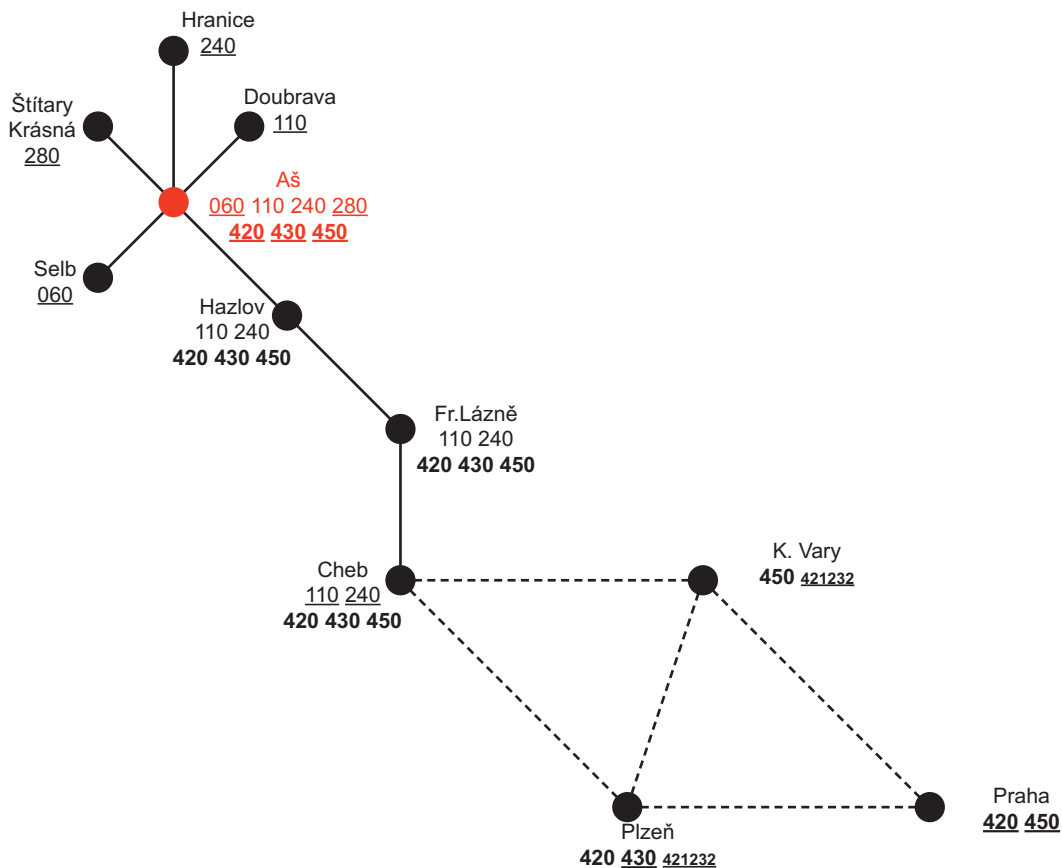 Hranice
240
Doubrava
110
Štítary
Krásná
280
Aš
060 110 240 280
420 430 450
Selb
060
Hazlov
110 240
420 430 450
Fr.Lázně
110 240
420 430 450
Cheb
110 240
420 430 450
K. Vary
450 421232
Plzeň
420 430 421232
Praha
420 450